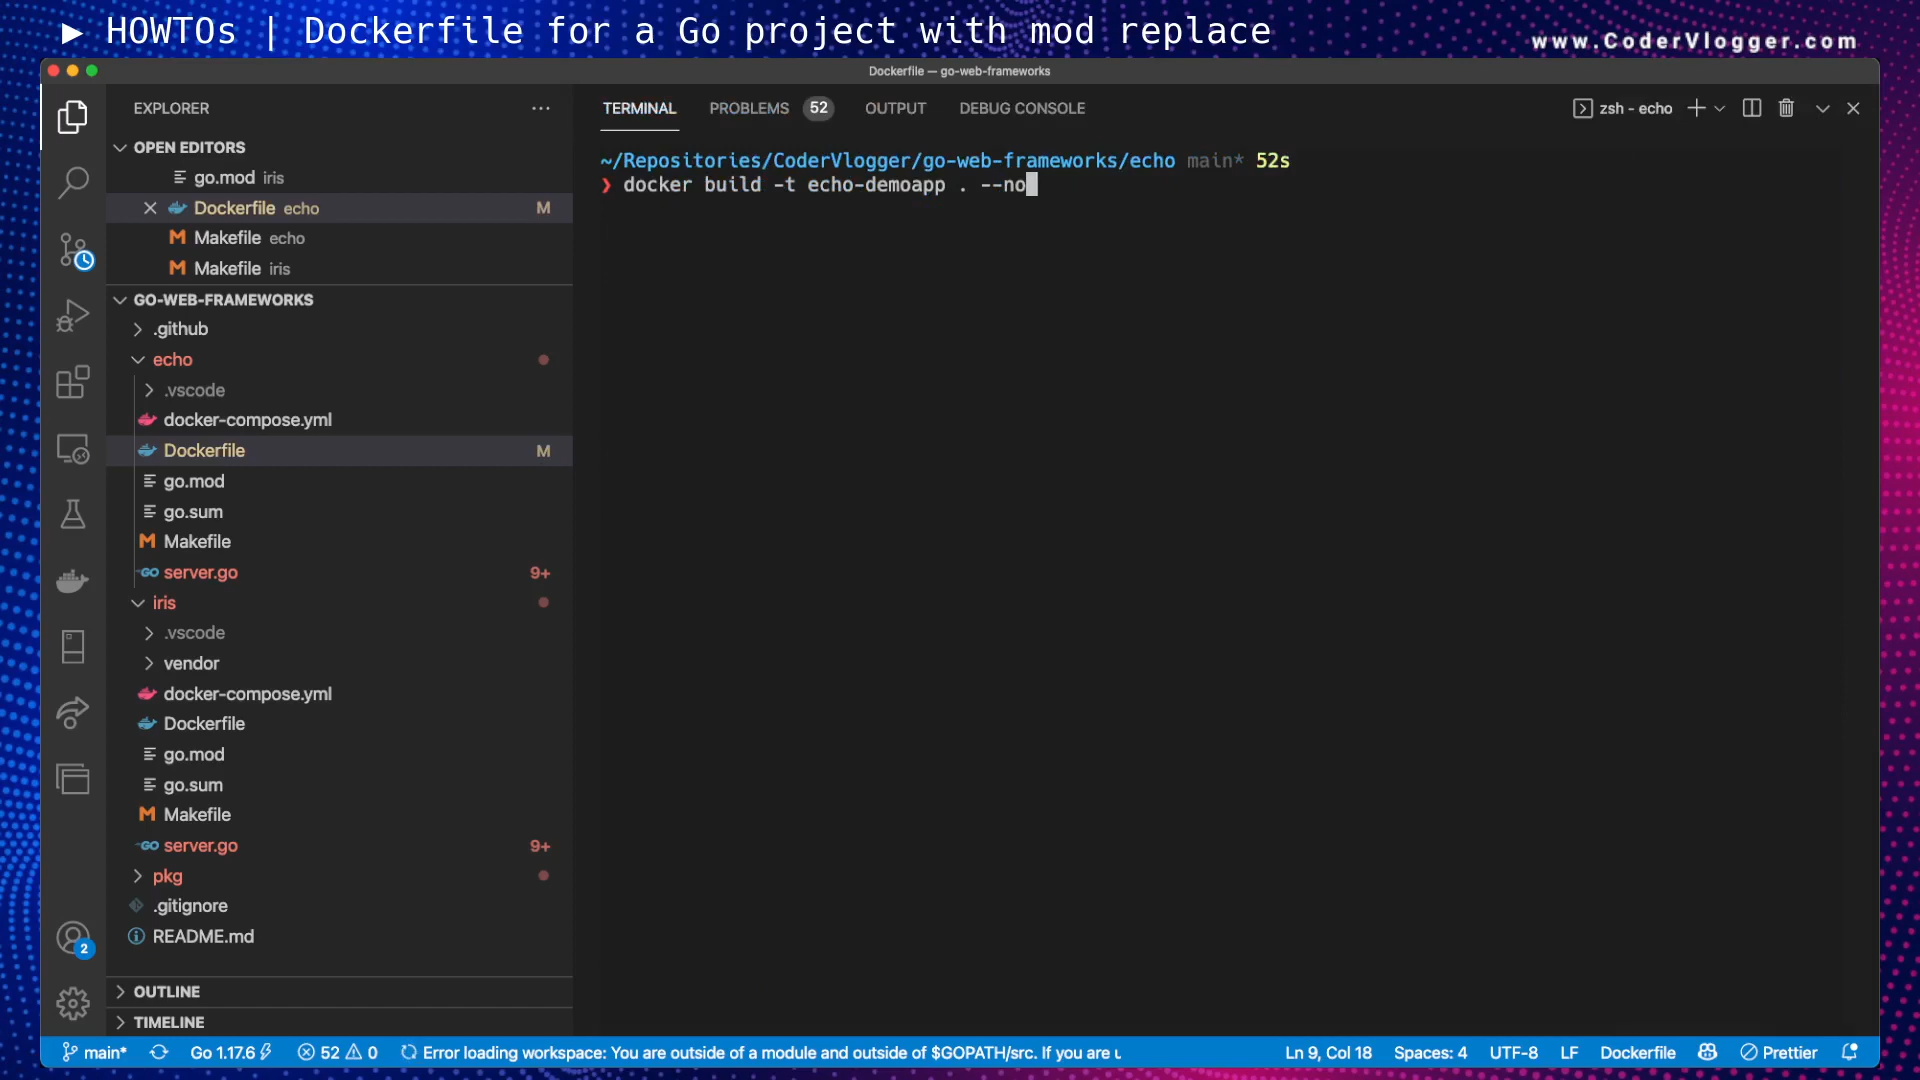 ▶ HOWTOs | Dockerfile for a Go project with mod replace
www.CoderVlogger.com
Dockerfile — go-web-frameworks
EXPLORER
TERMINAL PROBLEMS 52 OUTPUT DEBUG CONSOLE
zsh - echo
OPEN EDITORS
go.mod iris
Dockerfile echo M
Makefile echo
Makefile iris
~/Repositories/CoderVlogger/go-web-frameworks/echo main* 52s
❯ docker build -t echo-demoapp . --no
GO-WEB-FRAMEWORKS
.github
echo
.vscode
docker-compose.yml
Dockerfile M
go.mod
go.sum
M Makefile
GO server.go 9+
iris
.vscode
vendor
docker-compose.yml
Dockerfile
go.mod
go.sum
M Makefile
GO server.go 9+
pkg
.gitignore
README.md
2
OUTLINE
TIMELINE
main* Go 1.17.6 52 0 Error loading workspace: You are outside of a module and outside of $GOPATH/src. If you are u
Ln 9, Col 18 Spaces: 4 UTF-8 LF Dockerfile Prettier